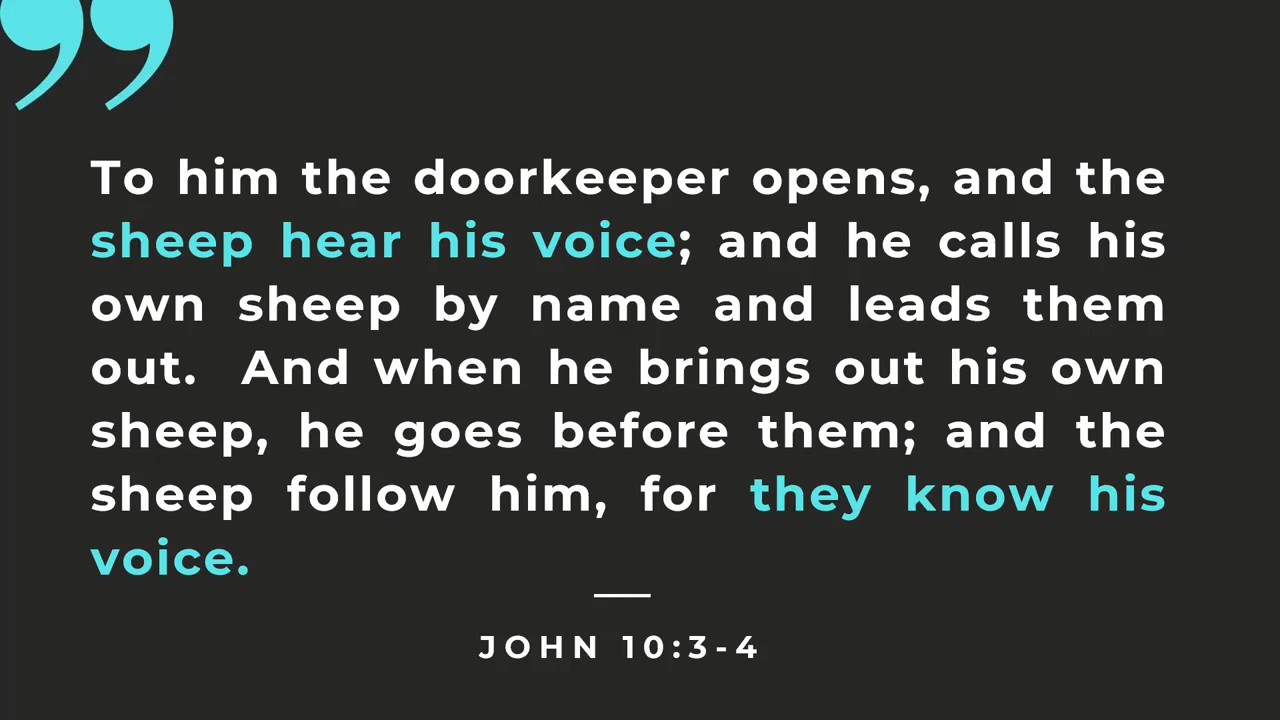 To him the doorkeeper opens, and the
sheep hear his voice; and he calls his
own sheep by name and leads them
out. And when he brings out his own
sheep, he goes before them; and the
sheep follow him, for they know his
voice.
JOHN 10:3-4